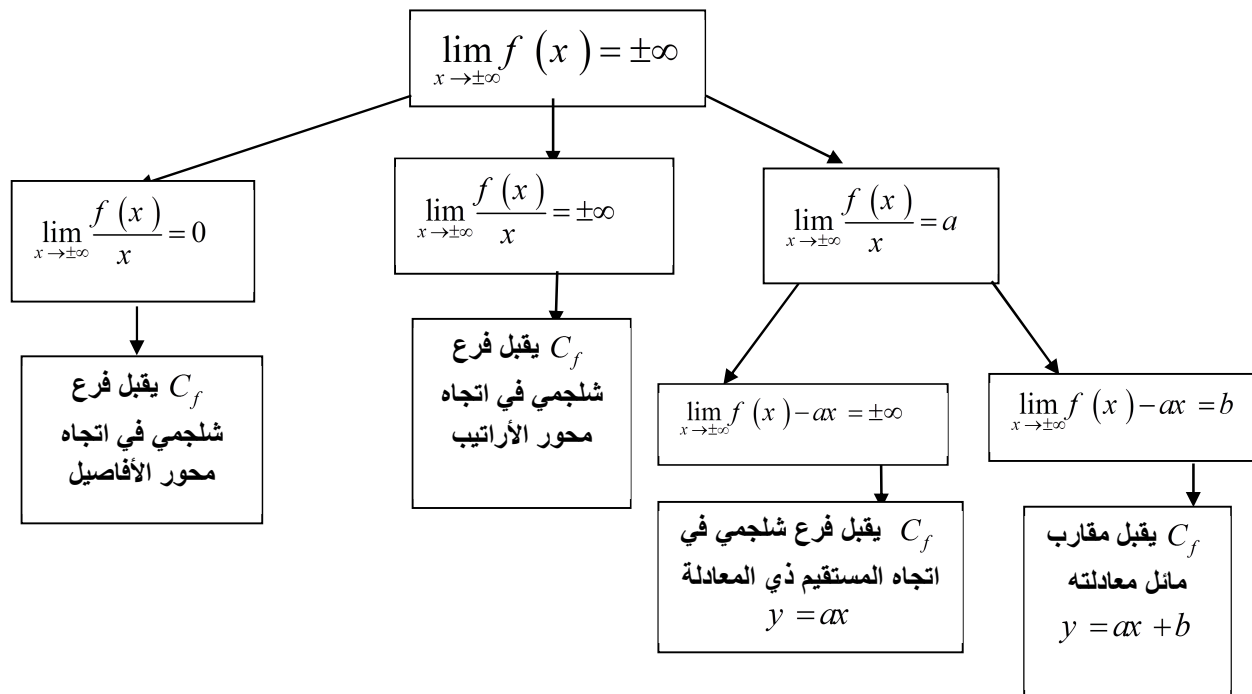 lim f(x) = ±∞
x→±∞
lim f(x)/x = 0
x→±∞
lim f(x)/x = ±∞
x→±∞
lim f(x)/x = a
x→±∞
C_f يقبل فرع
شلجمي في اتجاه
محور الأفاصيل
C_f يقبل فرع
شلجمي في اتجاه
محور الأراتيب
lim f(x) − ax = ±∞
x→±∞
lim f(x) − ax = b
x→±∞
C_f يقبل فرع شلجمي في
اتجاه المستقيم ذي المعادلة
y = ax
C_f يقبل مقارب
مائل معادلته
y = ax + b